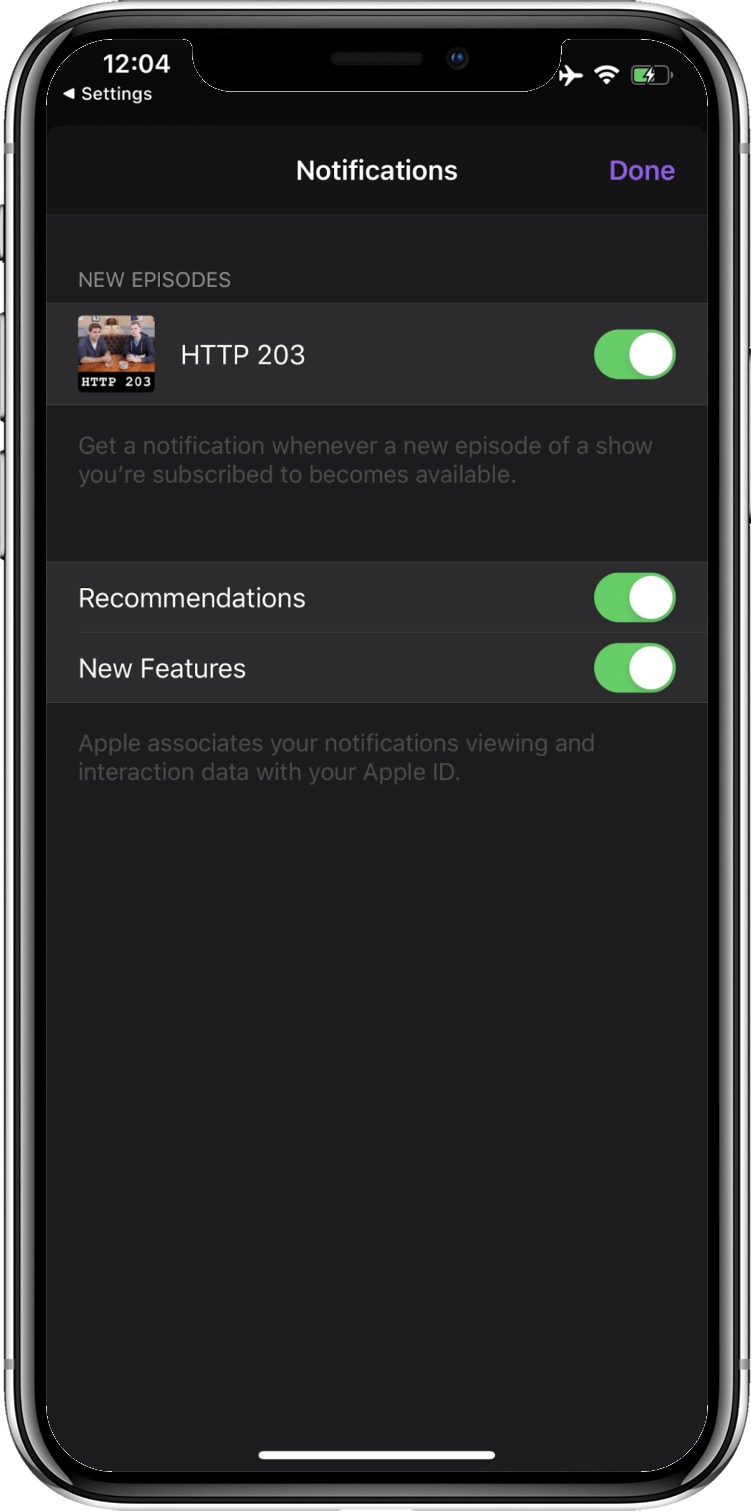 12:04
◀ Settings
Notifications
Done
NEW EPISODES
HTTP 203
HTTP 203
Get a notification whenever a new episode of a show
you’re subscribed to becomes available.
Recommendations
New Features
Apple associates your notifications viewing and
interaction data with your Apple ID.